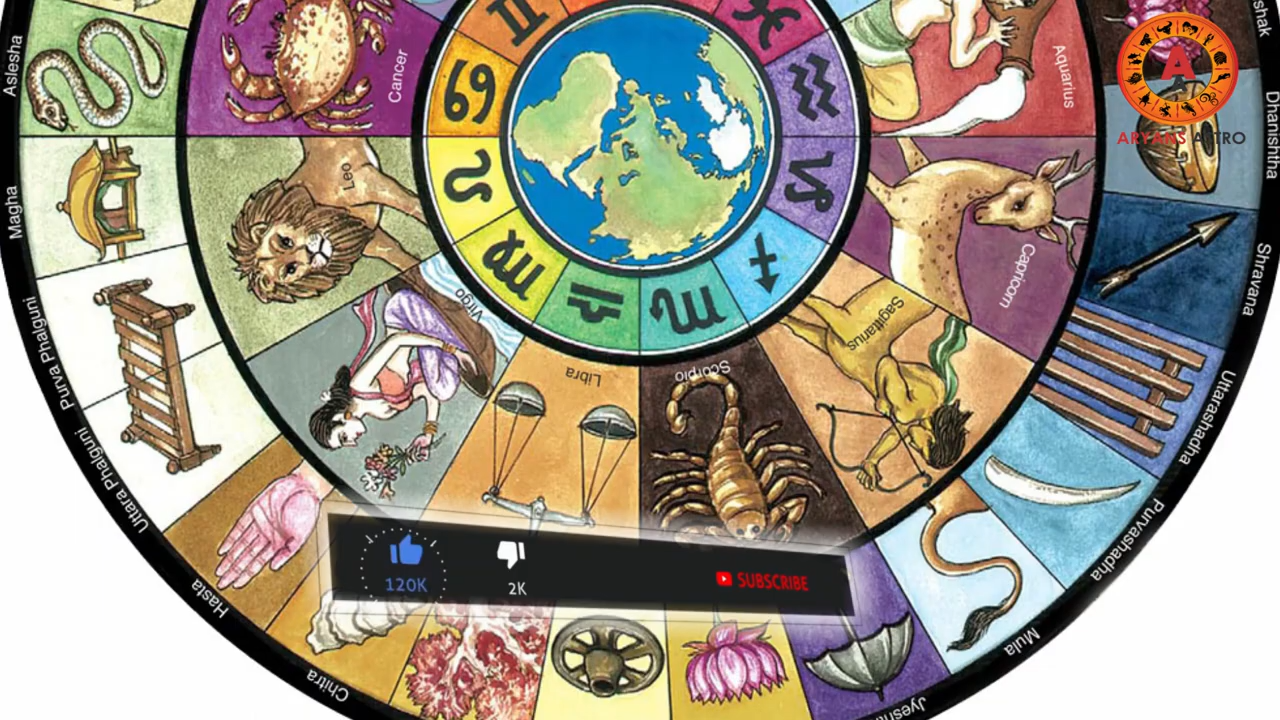 Aslesha
Magha
Purva Phalguni
Uttara Phalguni
Hasta
Chitra
Mula
Purvashadha
Uttarashadha
Shravana
Dhanishtha
Cancer
Leo
Virgo
Libra
Scorpio
Sagittarius
Capricorn
Aquarius
A
ARYANS ASTRO
120K
2K
SUBSCRIBE